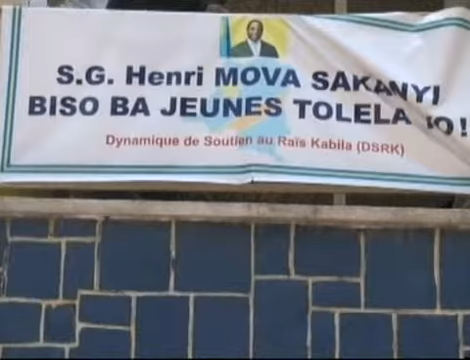 S.G. Henri MOVA SAKANYI
BISO BA JEUNES TOLELA YO!
Dynamique de Soutien au Raïs Kabila (DSRK)